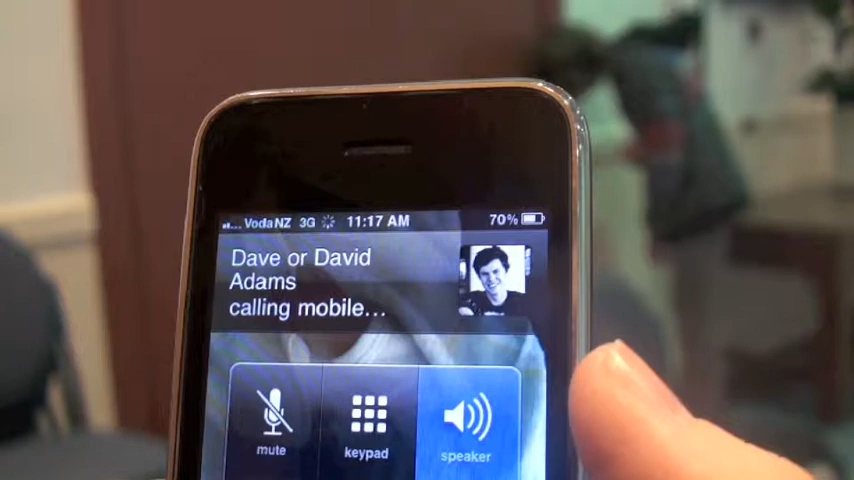 VodaNZ 3G 11:17 AM 70%
Dave or David
Adams
calling mobile...
mute keypad speaker